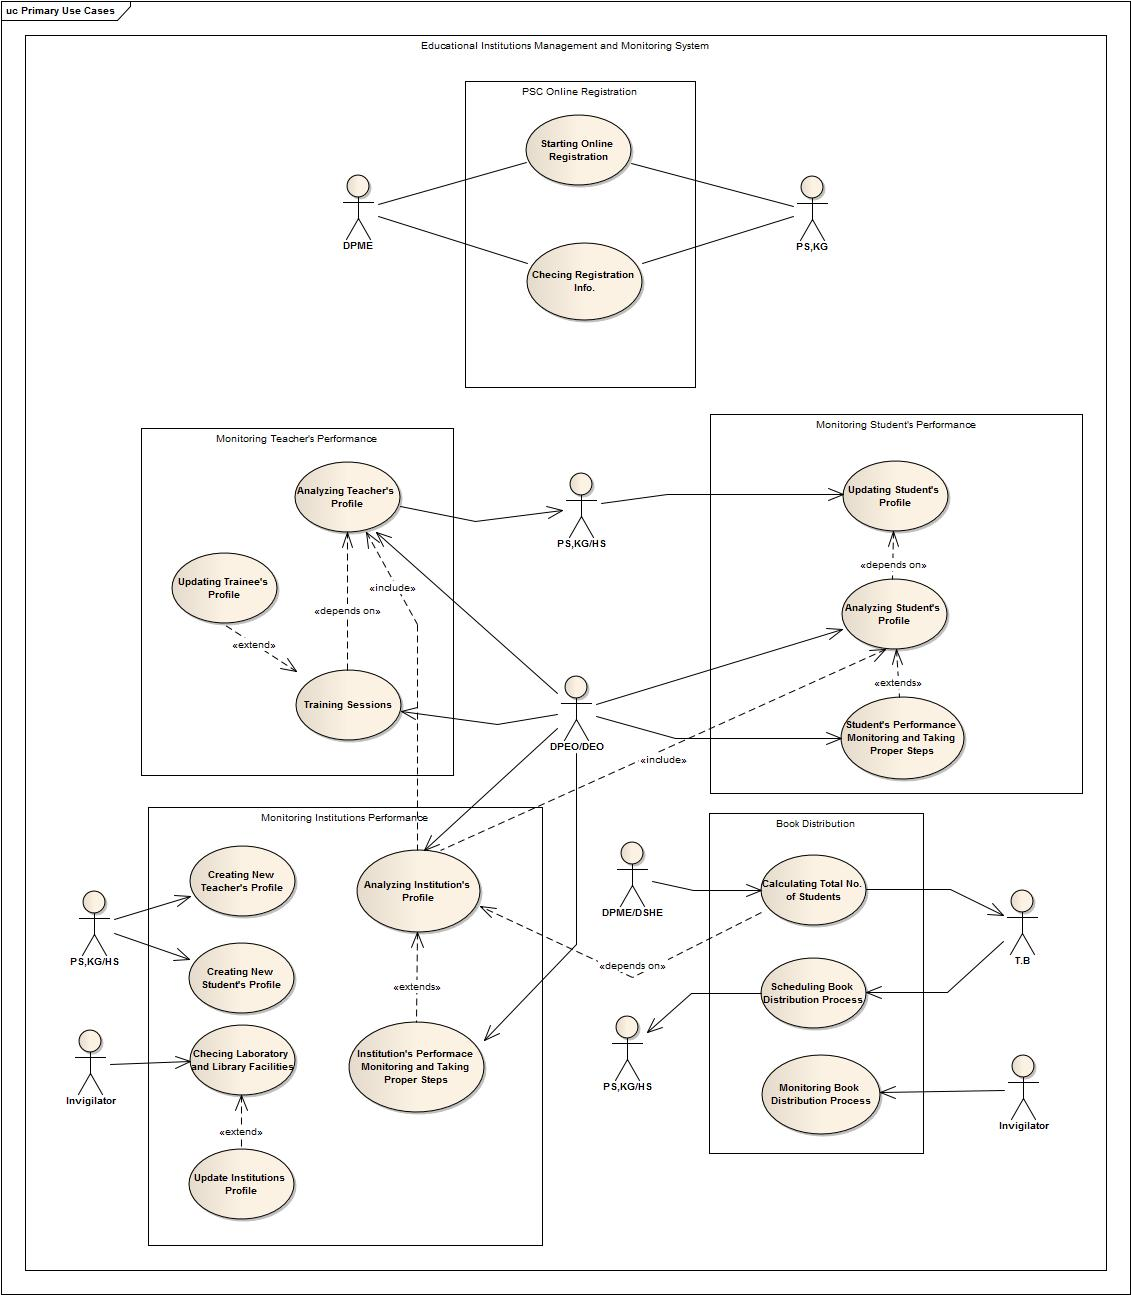 uc Primary Use Cases
Educational Institutions Management and Monitoring System
PSC Online Registration
Starting Online
Registration
DPME
PS,KG
Checing Registration
Info.
Monitoring Teacher's Performance
Analyzing Teacher's
Profile
Updating Trainee's
Profile
«include»
«depends on»
«extend»
Training Sessions
PS,KG/HS
DPEO/DEO
Monitoring Student's Performance
Updating Student's
Profile
«depends on»
Analyzing Student's
Profile
«extends»
Student's Performance
Monitoring and Taking
Proper Steps
«include»
Monitoring Institutions Performance
Creating New
Teacher's Profile
Analyzing Institution's
Profile
PS,KG/HS
Creating New
Student's Profile
«extends»
Checing Laboratory
and Library Facilities
Invigilator
Institution's Performace
Monitoring and Taking
Proper Steps
«extend»
Update Institutions
Profile
Book Distribution
DPME/DSHE
Calculating Total No.
of Students
T.B
«depends on»
Scheduling Book
Distribution Process
PS,KG/HS
Monitoring Book
Distribution Process
Invigilator